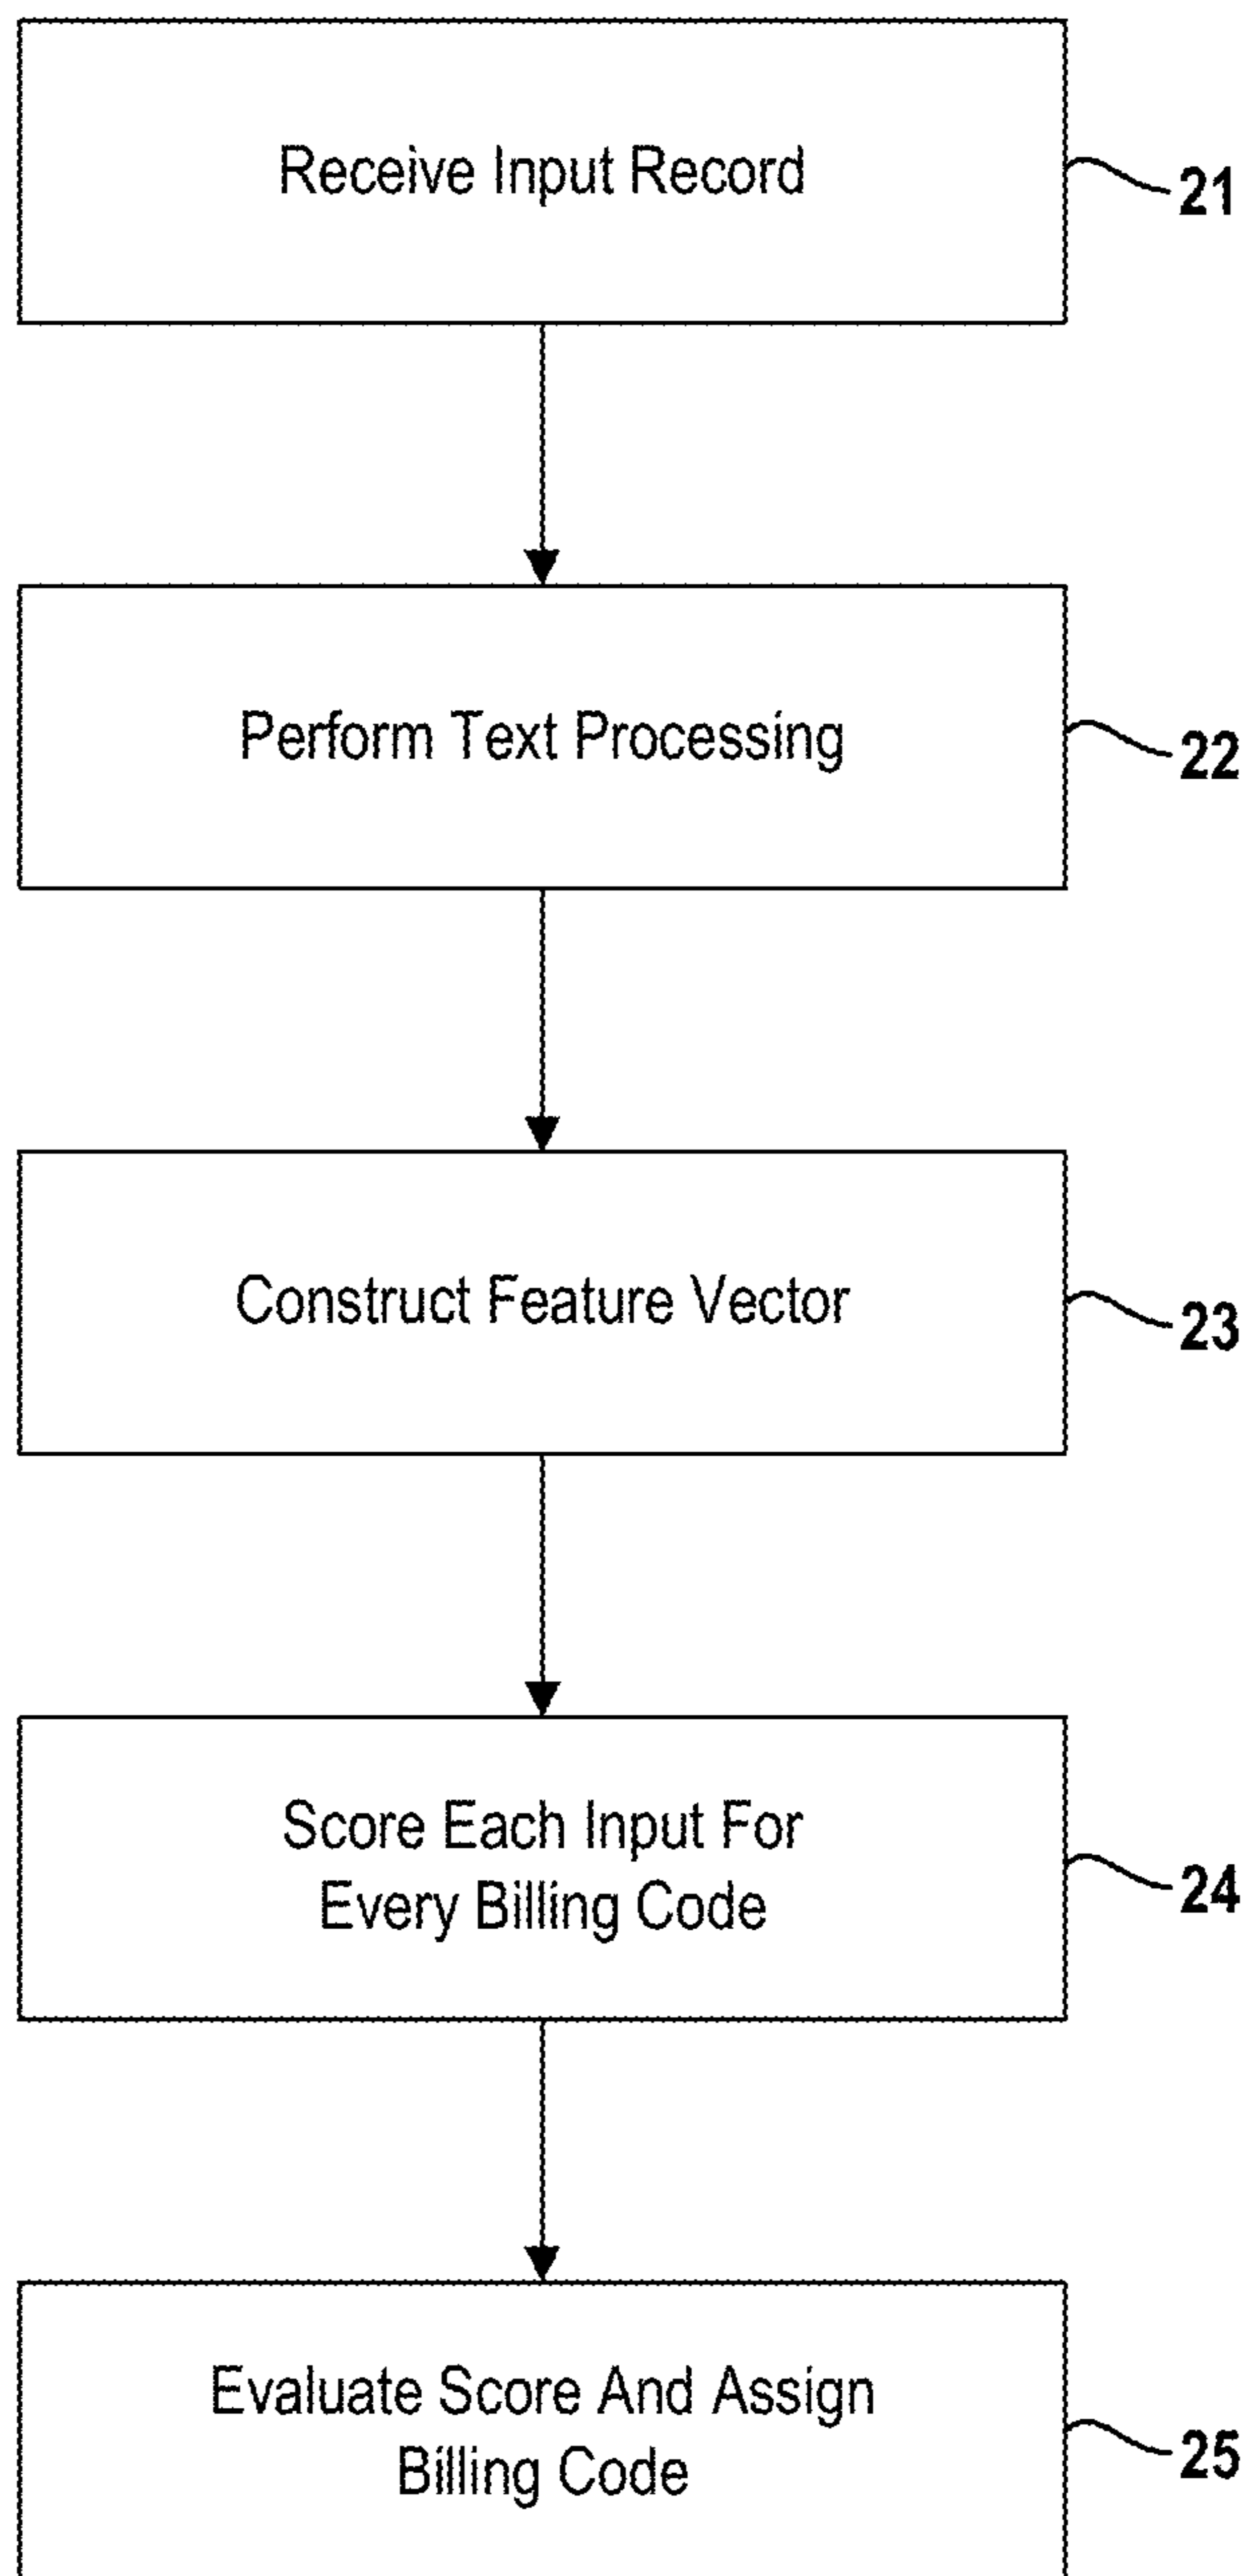 Receive Input Record
21
Perform Text Processing
22
Construct Feature Vector
23
Score Each Input For
Every Billing Code
24
Evaluate Score And Assign
Billing Code
25